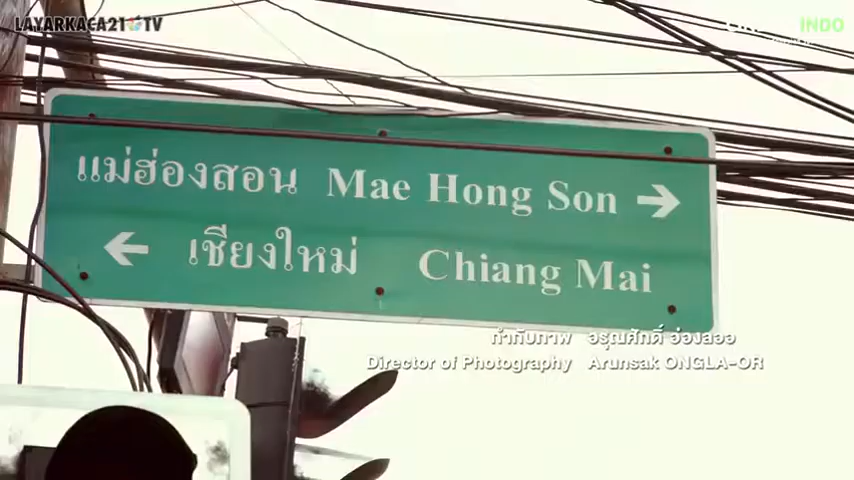 LAYARKACA21 TV
INDO
แม่ฮ่องสอน Mae Hong Son →
← เชียงใหม่ Chiang Mai
กำกับภาพ อรุณศักดิ์ อ่องลออ
Director of Photography Arunsak ONGLA-OR